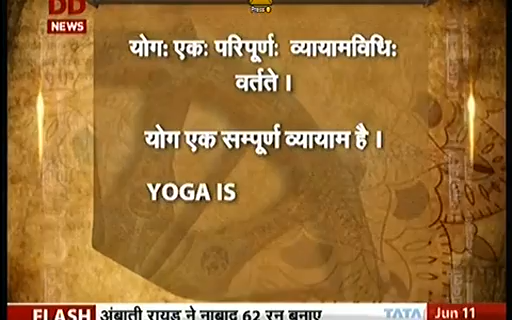 DD
NEWS
Press
योगः एकः परिपूर्णः व्यायामविधिः
वर्तते ।
योग एक सम्पूर्ण व्यायाम है ।
YOGA IS
FLASH अंबाती रायडू ने नाबाद 62 रन बनाए TATA Jun 11